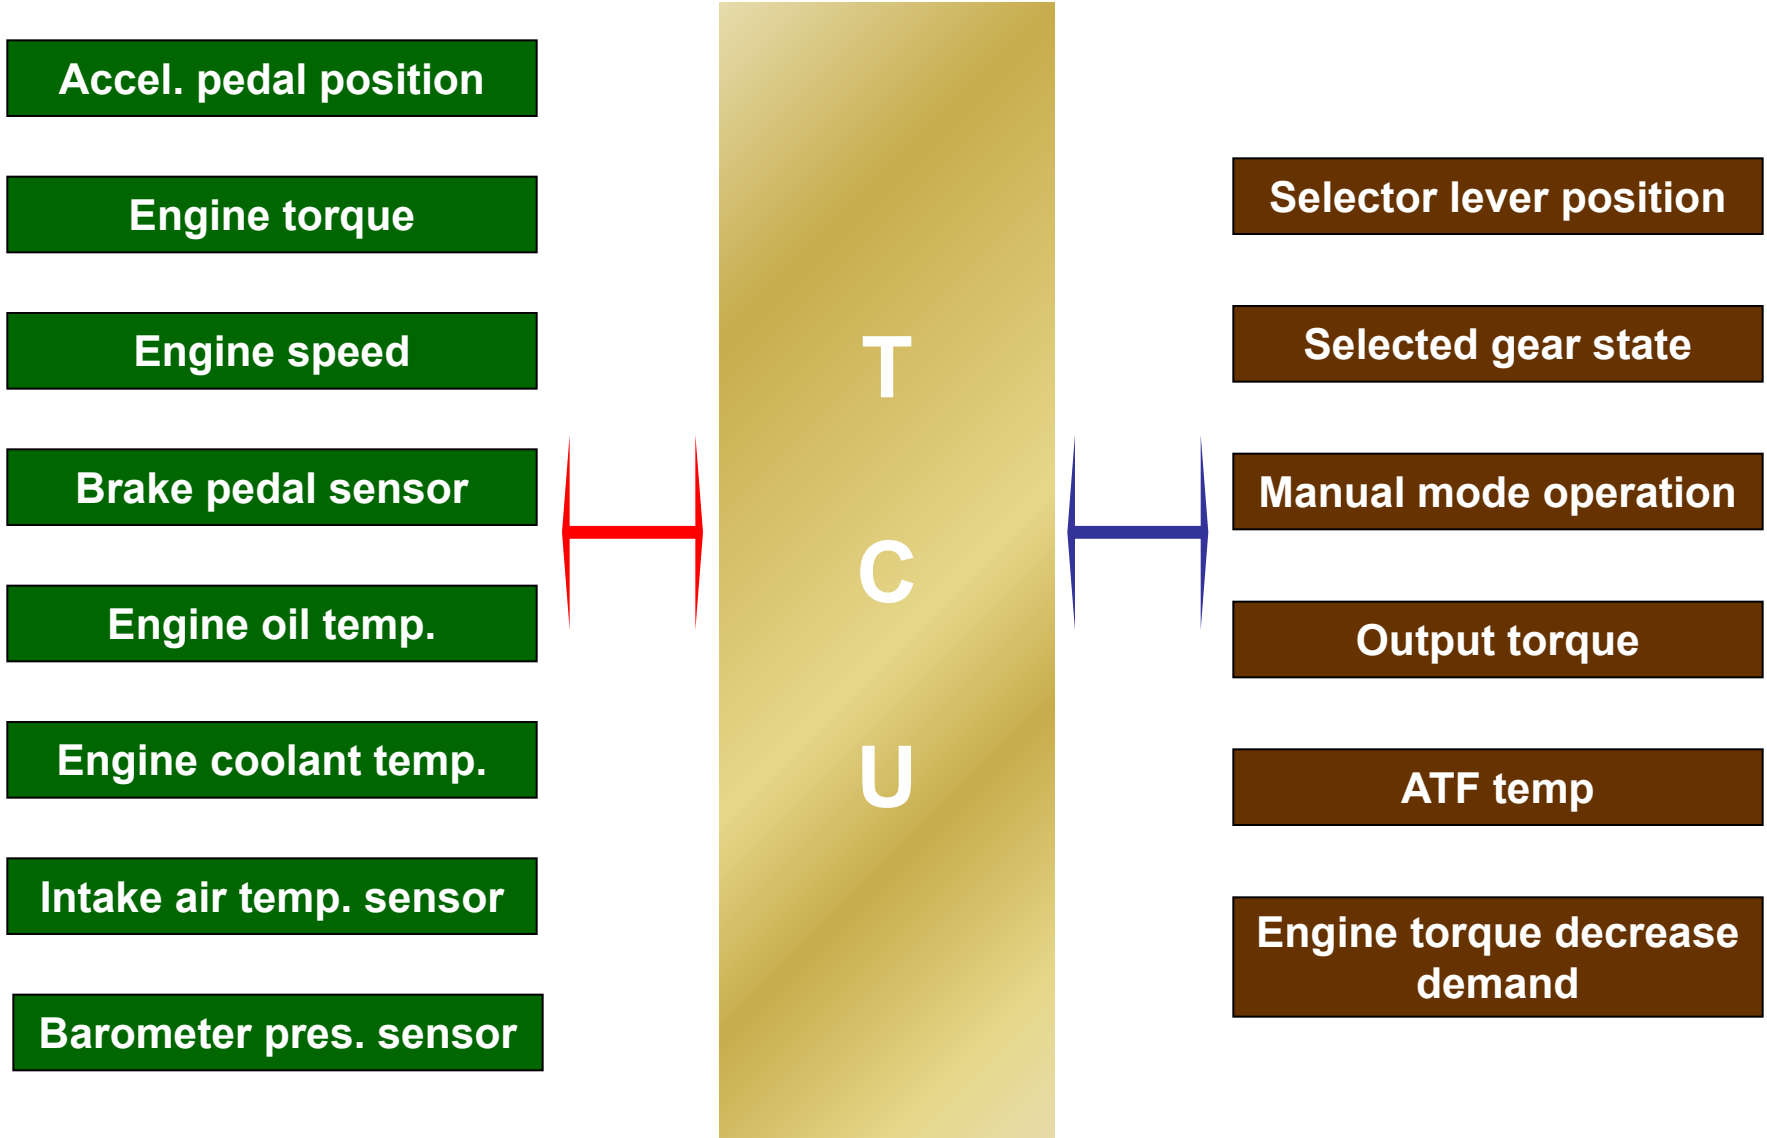 Accel. pedal position
Engine torque
Engine speed
Brake pedal sensor
Engine oil temp.
Engine coolant temp.
Intake air temp. sensor
Barometer pres. sensor
T
C
U
Selector lever position
Selected gear state
Manual mode operation
Output torque
ATF temp
Engine torque decrease
demand